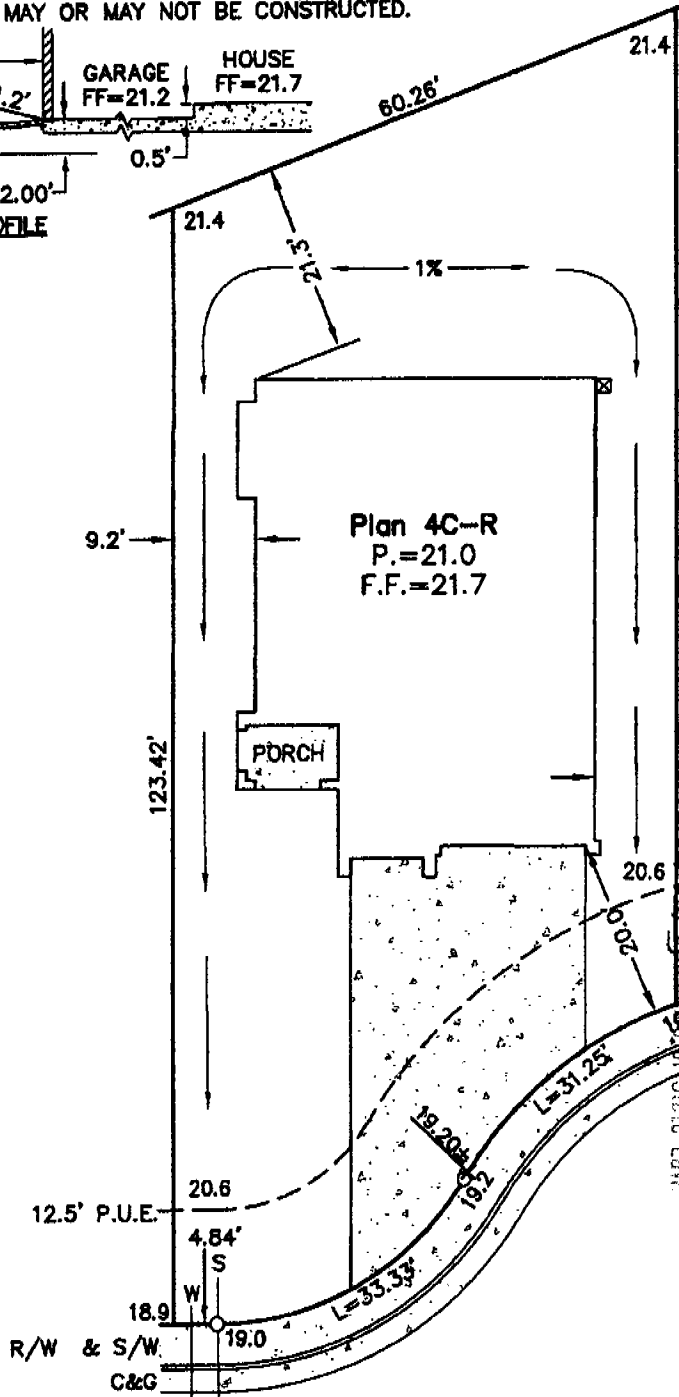 MAY OR MAY NOT BE CONSTRUCTED.
GARAGE
FF=21.2
HOUSE
FF=21.7
.2'
0.5'
2.00'
OFILE
21.4
60.26'
21.4
21.3'
1%
9.2'
Plan 4C-R
P.=21.0
F.F.=21.7
PORCH
123.42'
20.6
20.0'
L=31.25'
19.20±
19.2
20.6
12.5' P.U.E.
4.84'
S
W
18.9
19.0
L=33.33'
R/W & S/W
C&G